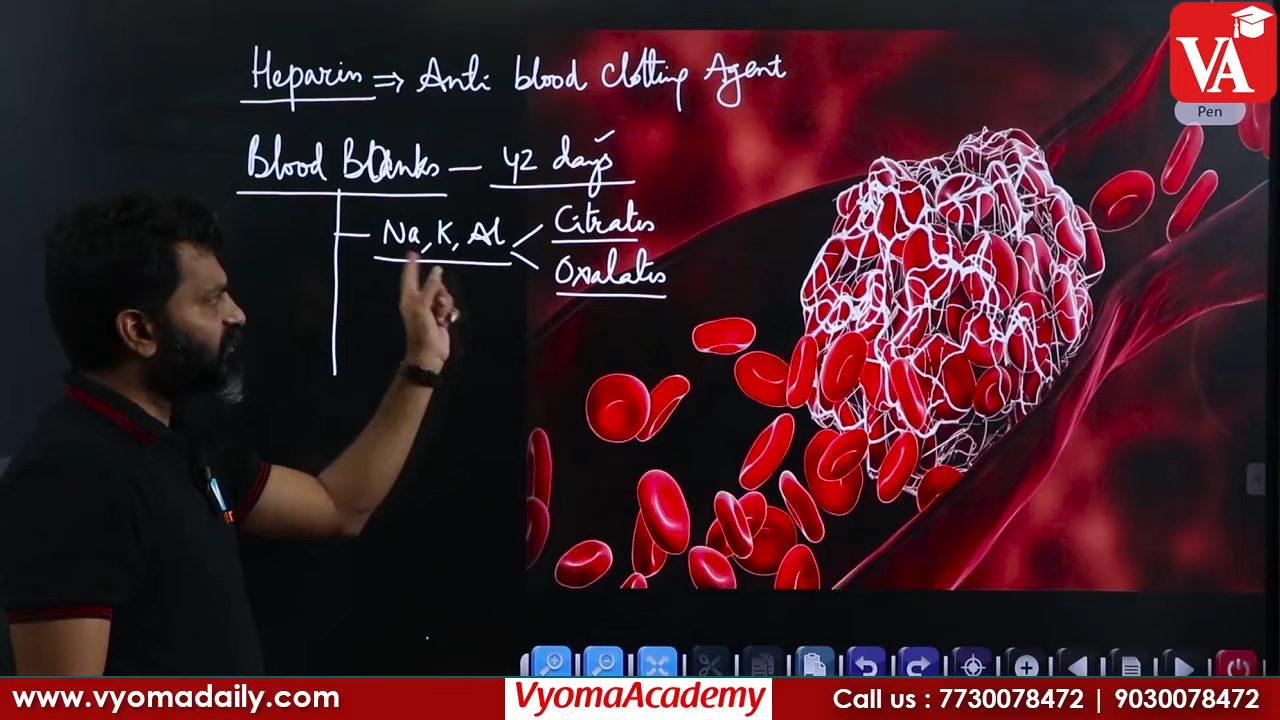 VA
Pen
Heparin ⇒ Anti blood clotting Agent
Blood Banks — 42 days
Na, K, Al
Citrates
Oxalates
www.vyomadaily.com
VyomaAcademy
Call us : 7730078472 | 9030078472